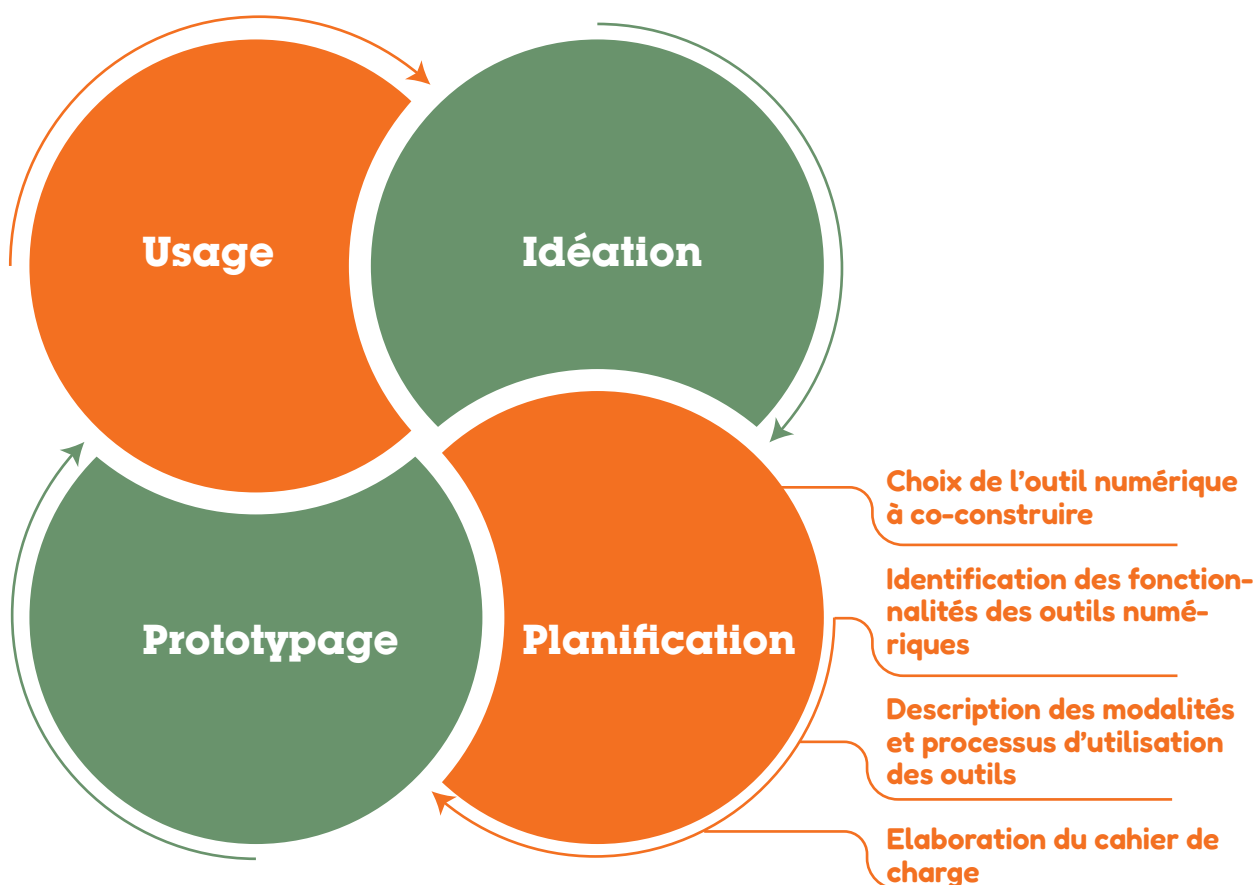 Usage
Idéation
Prototypage
Planification
Choix de l’outil numérique
à co-construire
Identification des fonction-
nalités des outils numé-
riques
Description des modalités
et processus d’utilisation
des outils
Elaboration du cahier de
charge